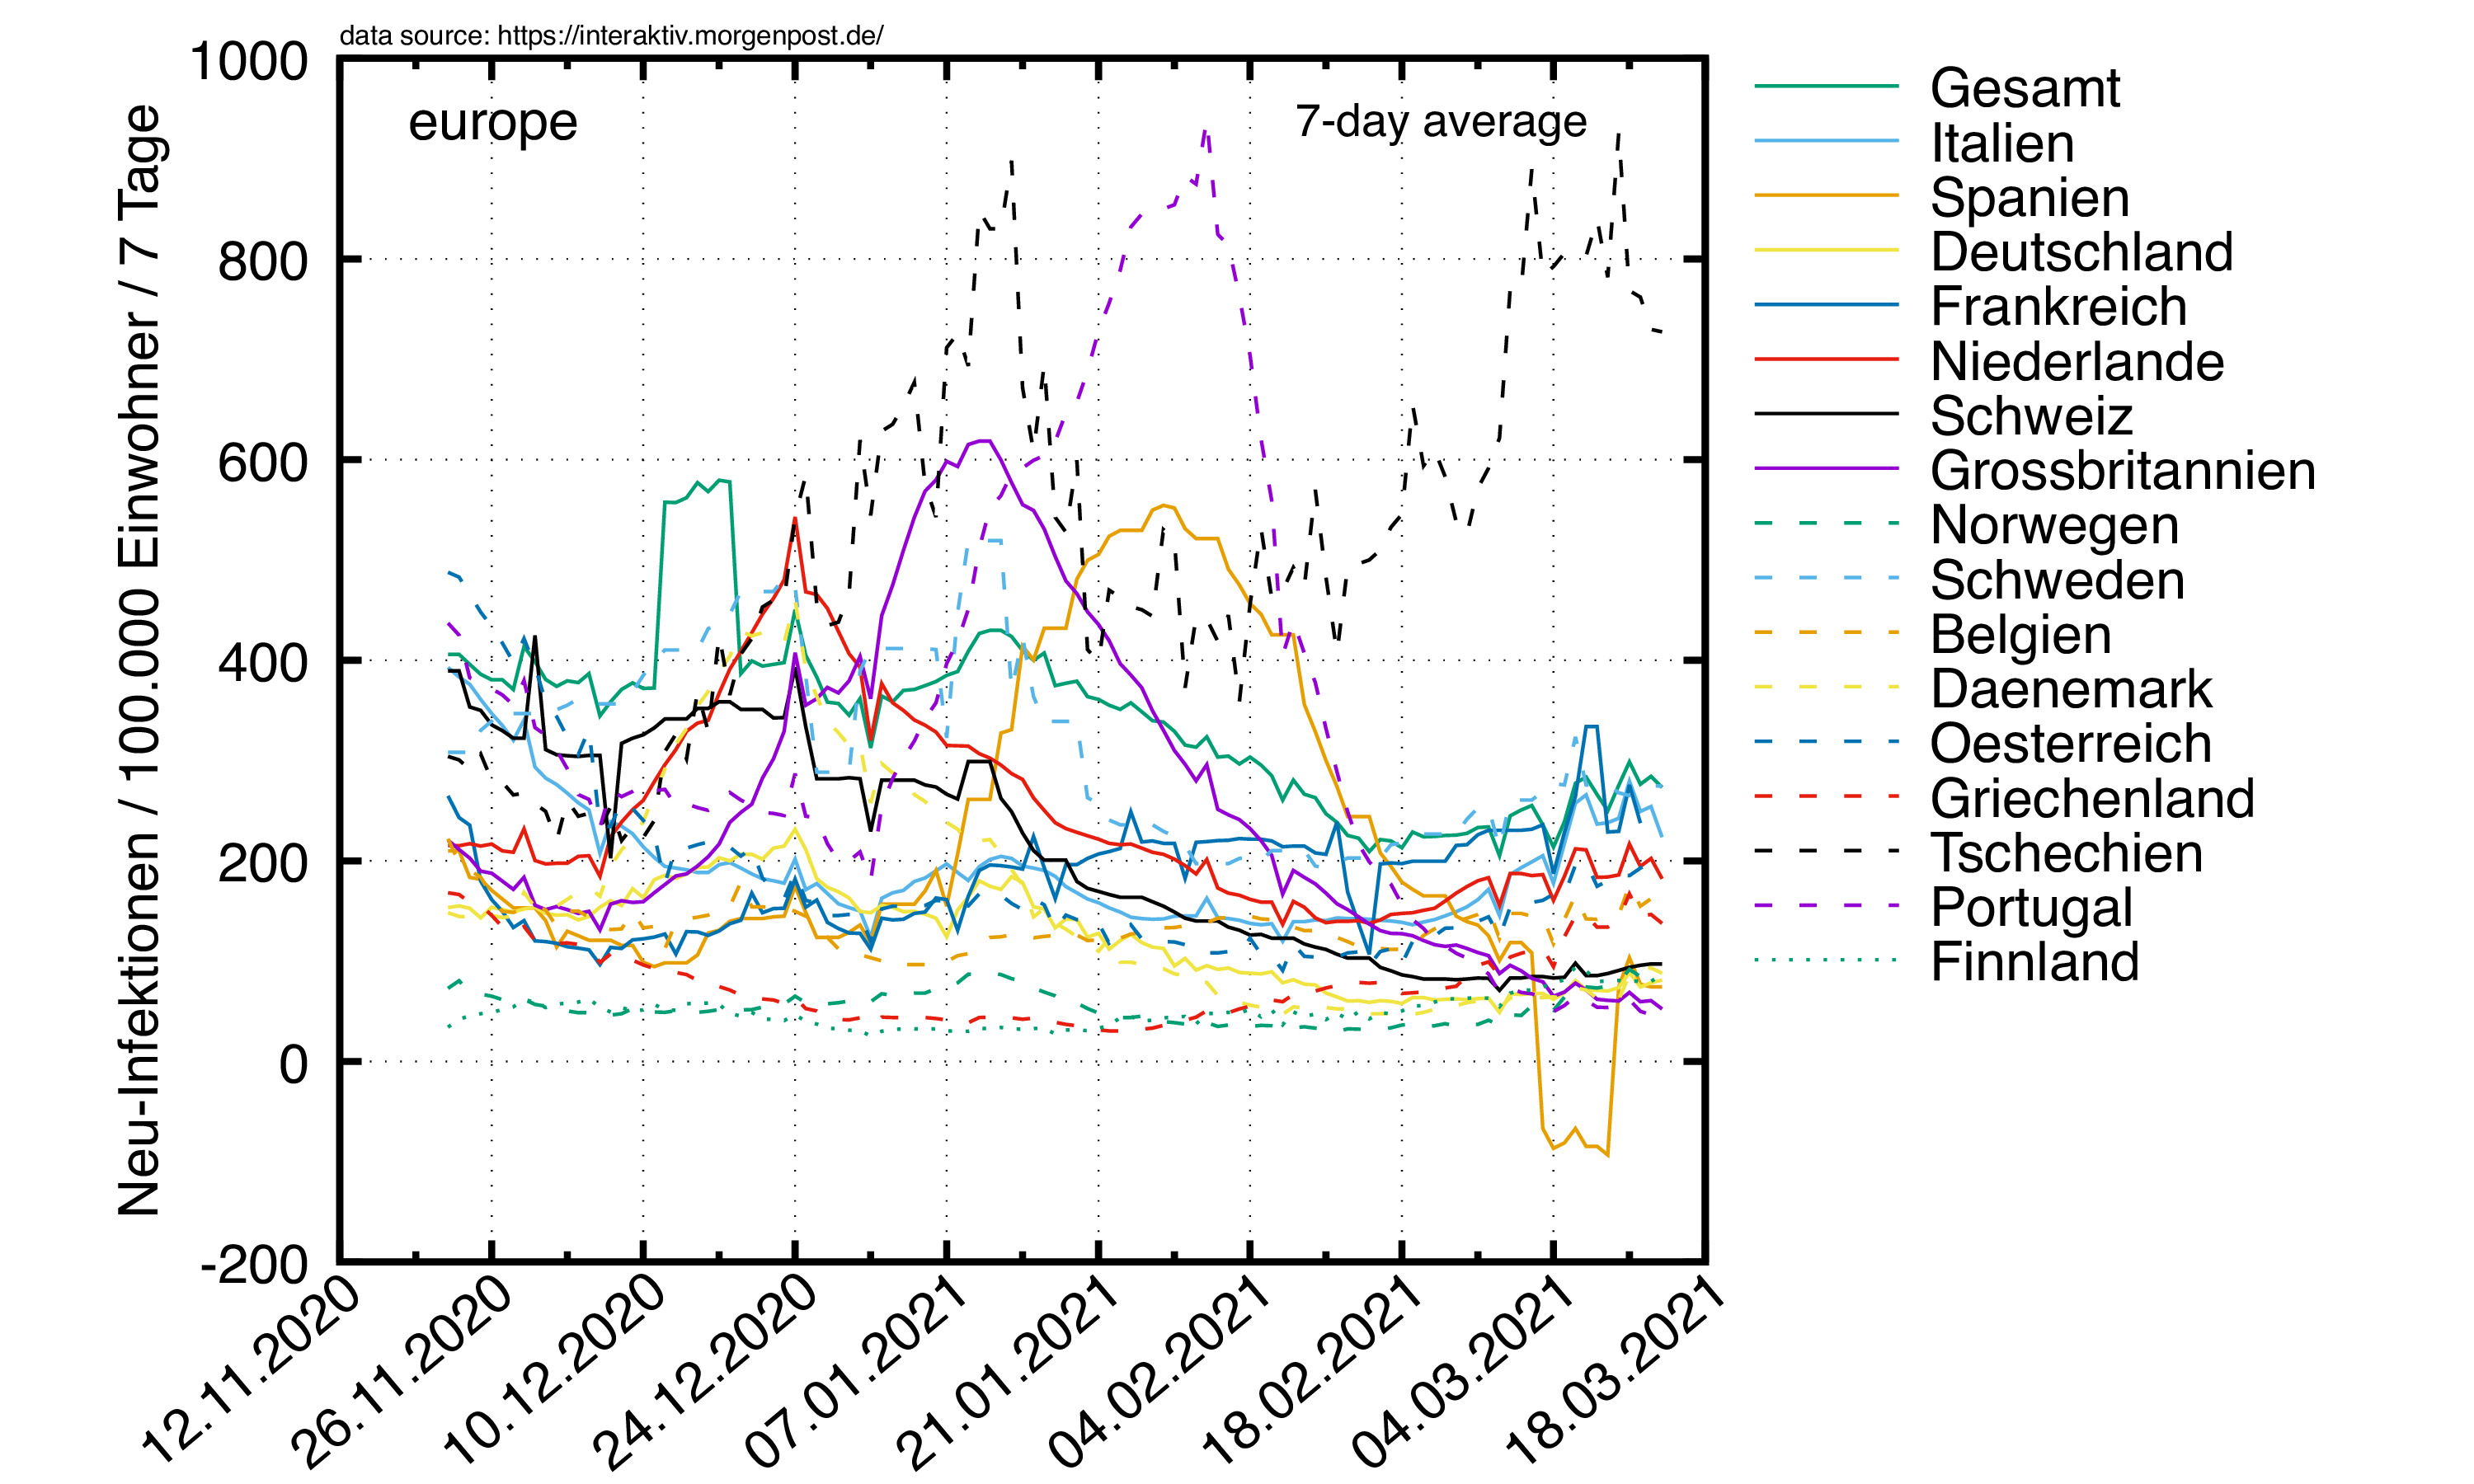 data source: https://interaktiv.morgenpost.de/
europe
7-day average
Neu-Infektionen / 100.000 Einwohner / 7 Tage
1000
800
600
400
200
0
-200
12.11.2020
26.11.2020
10.12.2020
24.12.2020
07.01.2021
21.01.2021
04.02.2021
18.02.2021
04.03.2021
18.03.2021
Gesamt
Italien
Spanien
Deutschland
Frankreich
Niederlande
Schweiz
Grossbritannien
Norwegen
Schweden
Belgien
Daenemark
Oesterreich
Griechenland
Tschechien
Portugal
Finnland